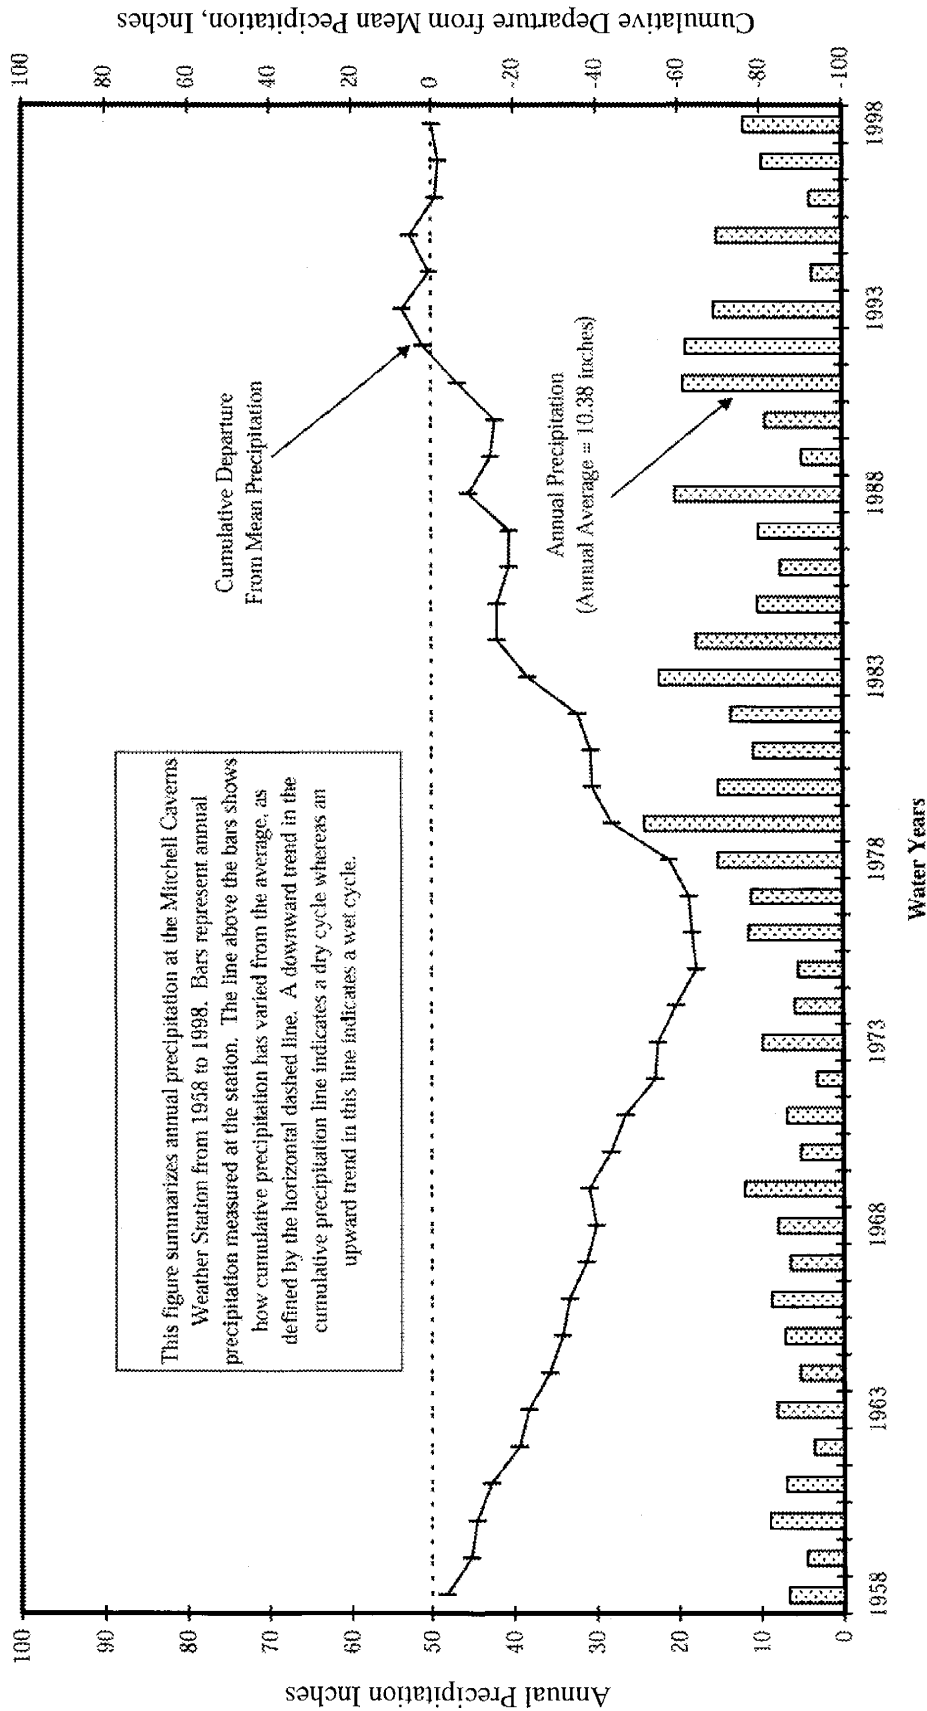 This figure summarizes annual precipitation at the Mitchell Caverns
Weather Station from 1958 to 1998. Bars represent annual
precipitation measured at the station. The line above the bars shows
how cumulative precipitation has varied from the average, as
defined by the horizontal dashed line. A downward trend in the
cumulative precipitation line indicates a dry cycle whereas an
upward trend in this line indicates a wet cycle.
Cumulative Departure
From Mean Precipitation
Annual Precipitation
(Annual Average = 10.38 inches)
Annual Precipitation Inches
100
90
80
70
60
50
40
30
20
10
0
Cumulative Departure from Mean Pecipitation, Inches
100
80
60
40
20
0
-20
-40
-60
-80
-100
1958
1963
1968
1973
1978
1983
1988
1993
1998
Water Years